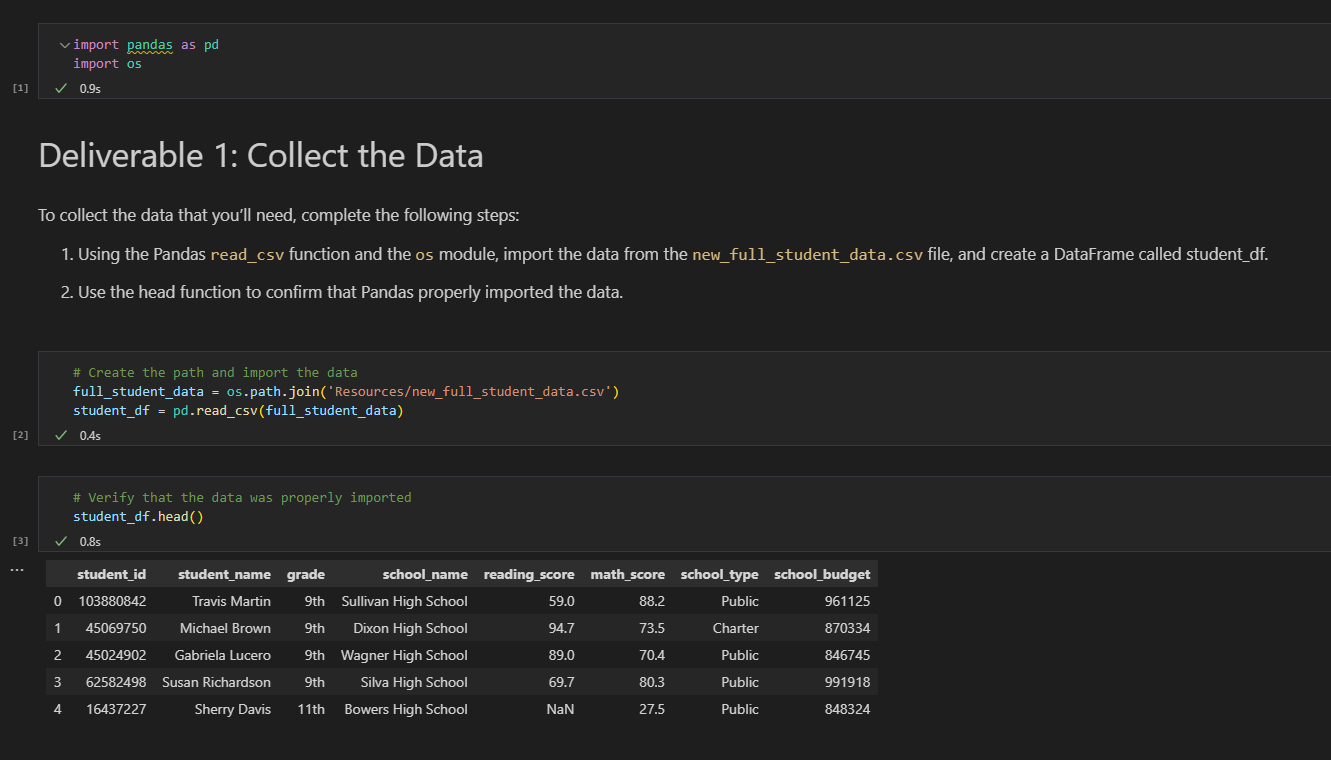 import pandas as pd
import os
[1]
0.9s
Deliverable 1: Collect the Data
To collect the data that you’ll need, complete the following steps:
1. Using the Pandas read_csv function and the os module, import the data from the new_full_student_data.csv file, and create a DataFrame called student_df.
2. Use the head function to confirm that Pandas properly imported the data.
# Create the path and import the data
full_student_data = os.path.join('Resources/new_full_student_data.csv')
student_df = pd.read_csv(full_student_data)
[2]
0.4s
# Verify that the data was properly imported
student_df.head()
[3]
0.8s
...
student_id student_name grade school_name reading_score math_score school_type school_budget
0 103880842 Travis Martin 9th Sullivan High School 59.0 88.2 Public 961125
1 45069750 Michael Brown 9th Dixon High School 94.7 73.5 Charter 870334
2 45024902 Gabriela Lucero 9th Wagner High School 89.0 70.4 Public 846745
3 62582498 Susan Richardson 9th Silva High School 69.7 80.3 Public 991918
4 16437227 Sherry Davis 11th Bowers High School NaN 27.5 Public 848324